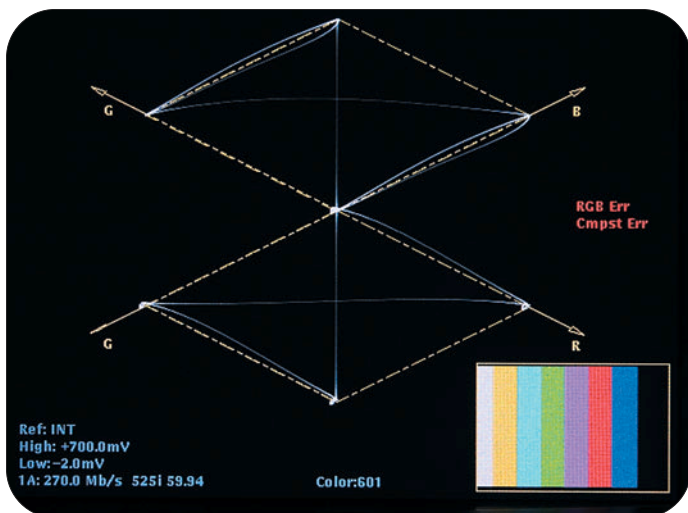 G
B
RGB Err
Cmpst Err
G
R
Ref: INT
High: +700.0mV
Low:−2.0mV
1A: 270.0 Mb/s 525i 59.94
Color:601